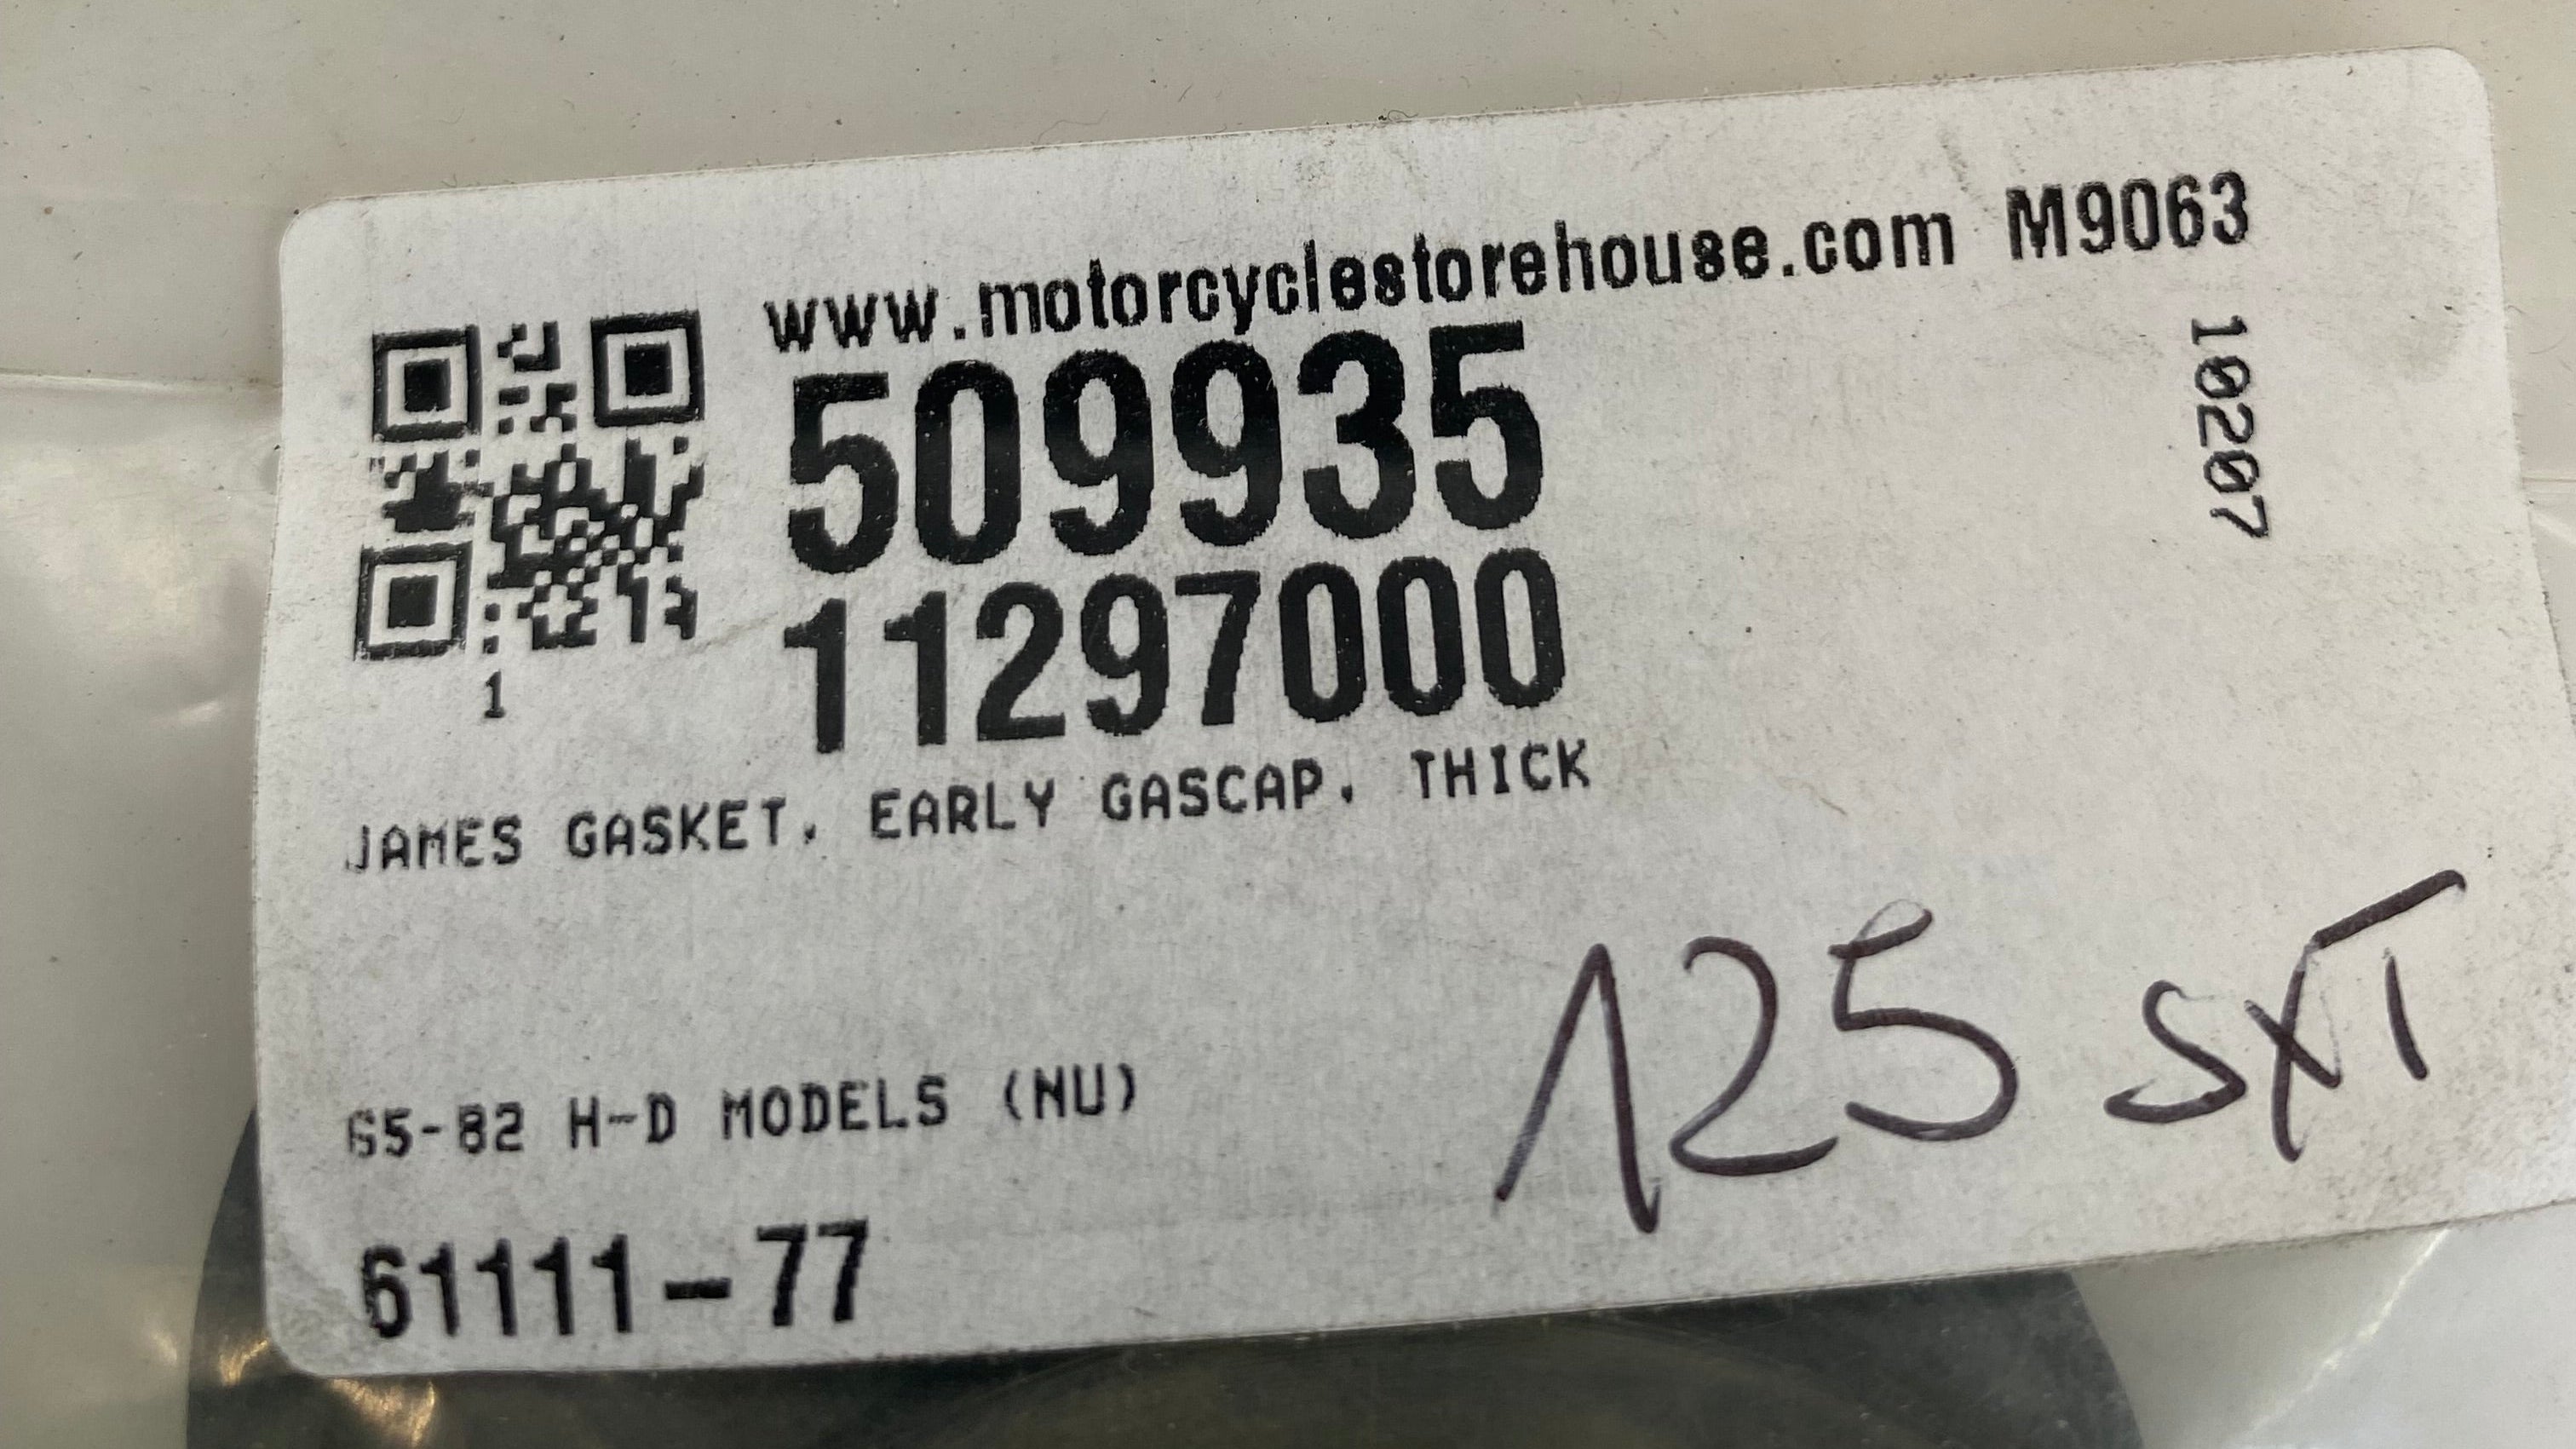 www.motorcyclestorehouse.com M9063
509935
10207
11297000
1
JAMES GASKET, EARLY GASCAP, THICK
125 SXT
65-82 H-D MODELS (NU)
61111-77